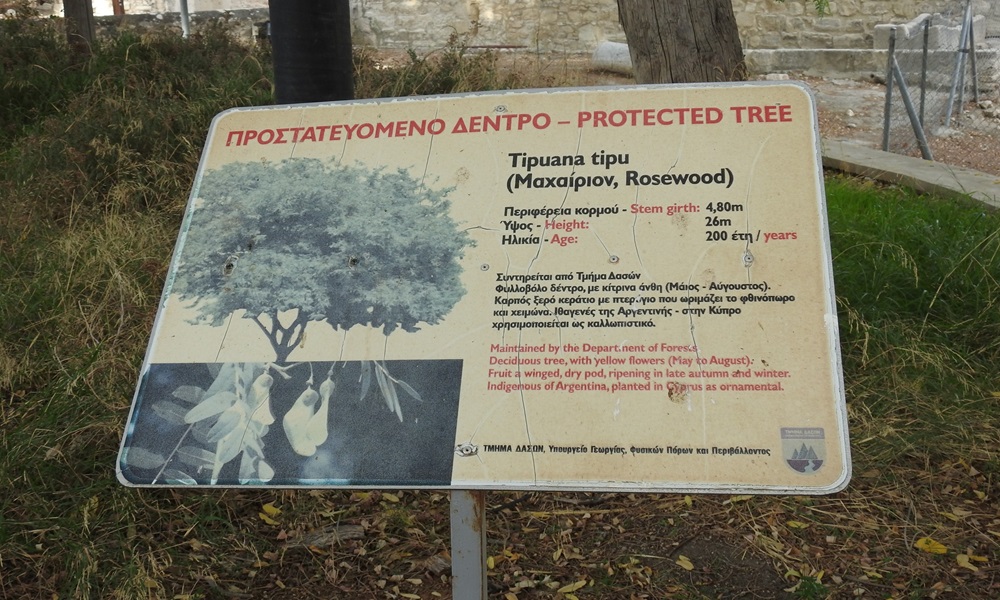 ΠΡΟΣΤΑΤΕΥΟΜΕΝΟ ΔΕΝΤΡΟ – PROTECTED TREE
Tipuana tipu
(Μαχαίριον, Rosewood)
Περιφέρεια κορμού - Stem girth: 4,80m
Ύψος - Height: 26m
Ηλικία - Age: 200 έτη / years
Συντηρείται από Τμήμα Δασών
Φυλλοβόλο δέντρο, με κίτρινα άνθη (Μάιος - Αύγουστος).
Καρπός ξερό κεράτιο με πτερύγιο που ωριμάζει το φθινόπωρο
και χειμώνα. Ιθαγενές της Αργεντινής - στην Κύπρο
χρησιμοποιείται ως καλλωπιστικό.
Maintained by the Department of Forests
Deciduous tree, with yellow flowers (May to August).
Fruit a winged, dry pod, ripening in late autumn and winter.
Indigenous of Argentina, planted in Cyprus as ornamental.
ΤΜΗΜΑ ΔΑΣΩΝ, Υπουργείο Γεωργίας, Φυσικών Πόρων και Περιβάλλοντος
ΤΜΗΜΑ ΔΑΣΩΝ